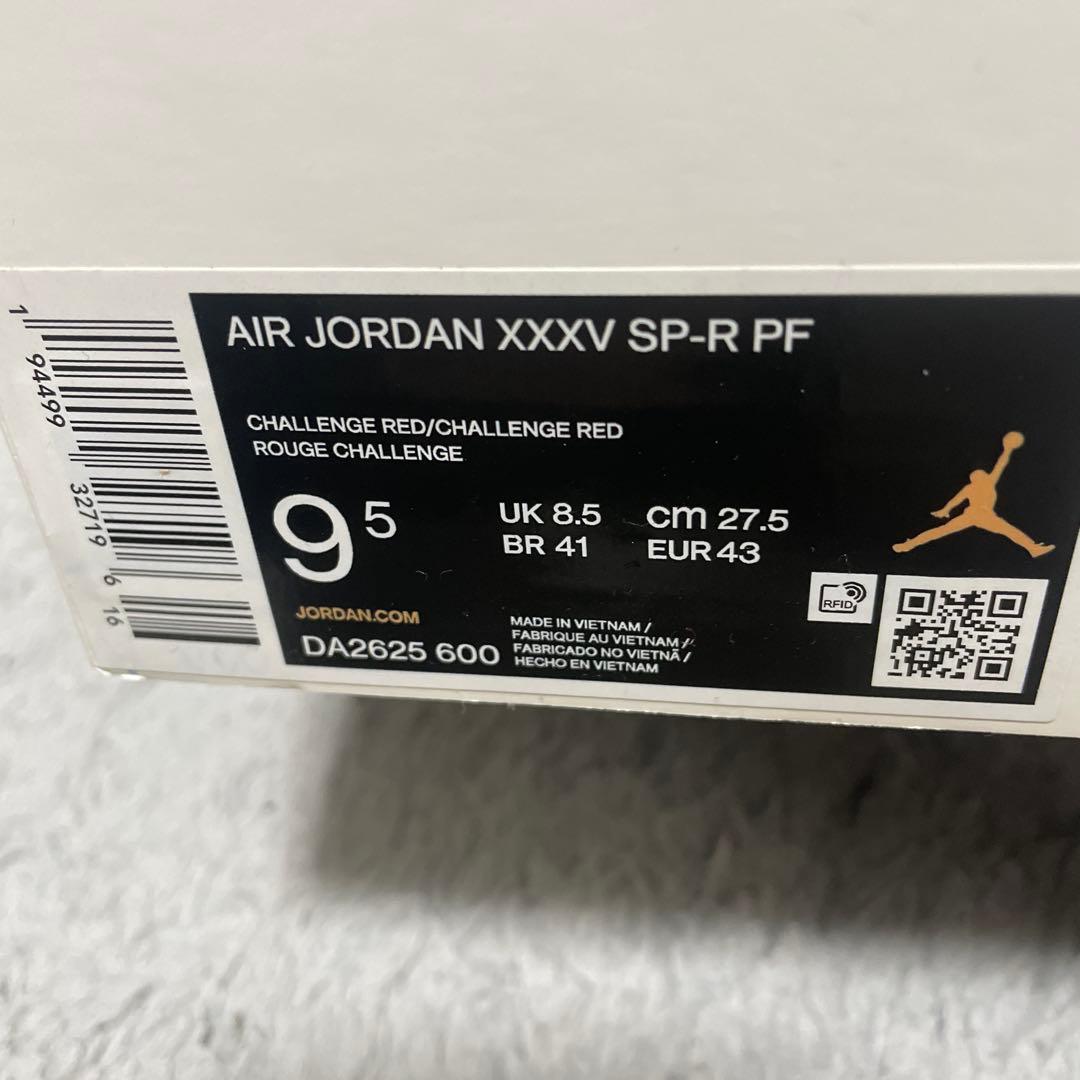 AIR JORDAN XXXV SP-R PF
CHALLENGE RED/CHALLENGE RED
ROUGE CHALLENGE
9 5
UK 8.5 cm 27.5
BR 41 EUR 43
JORDAN.COM
DA2625 600
MADE IN VIETNAM /
FABRIQUE AU VIETNAM /
FABRICADO NO VIETNÃ /
HECHO EN VIETNAM
RFID
1 94499 32719 6 16